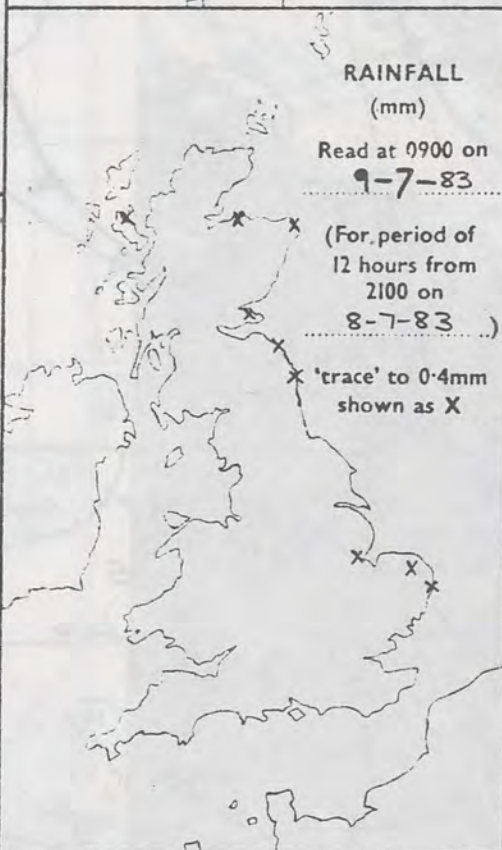 RAINFALL
(mm)
Read at 0900 on
9-7-83
(For period of
12 hours from
2100 on
8-7-83)
'trace' to 0·4mm
shown as X
X X X
X
X
X
X X
X